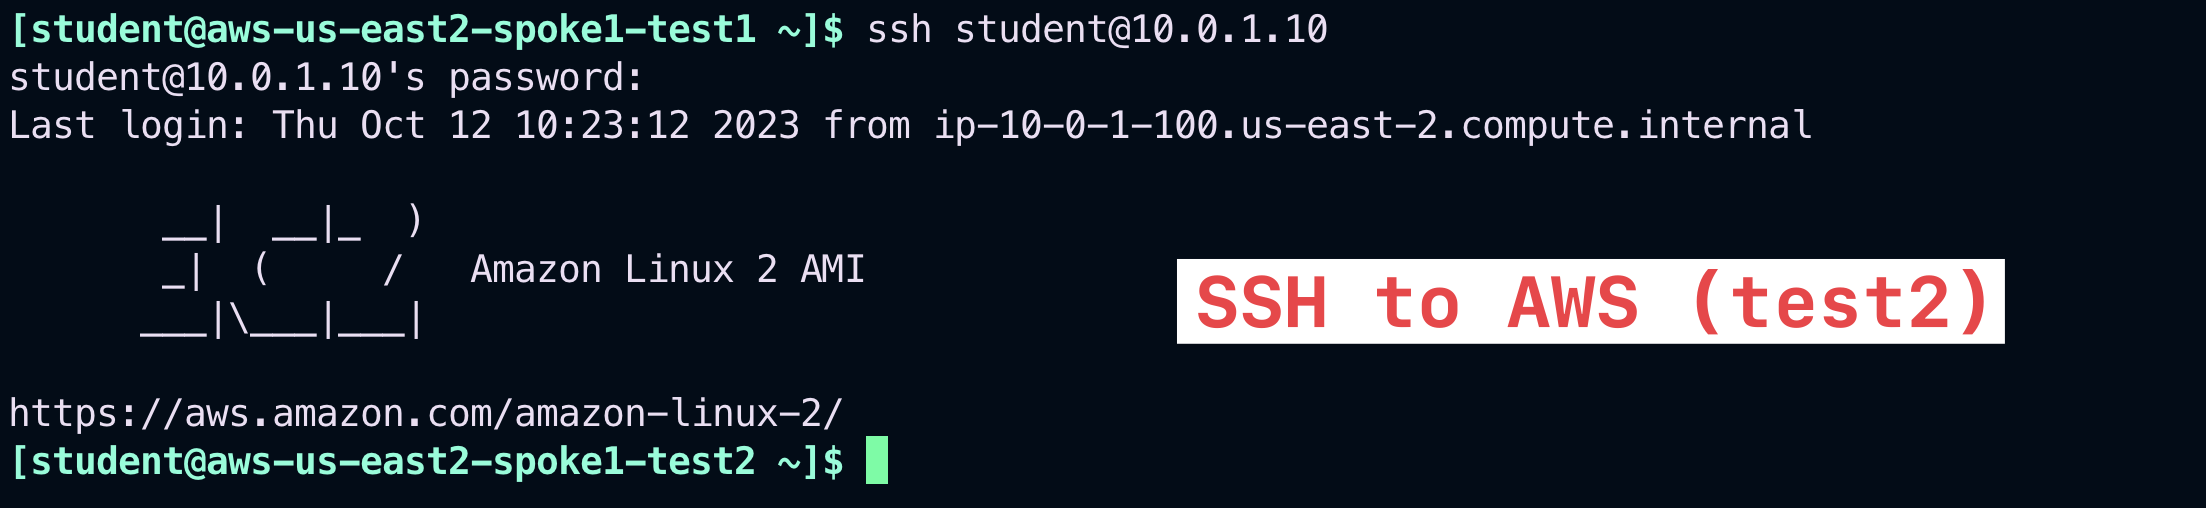 [student@aws-us-east2-spoke1-test1 ~]$ ssh student@10.0.1.10
student@10.0.1.10's password:
Last login: Thu Oct 12 10:23:12 2023 from ip-10-0-1-100.us-east-2.compute.internal
       __|  __|_  )
       _|  (     /   Amazon Linux 2 AMI
      ___|\___|___|
SSH to AWS (test2)
https://aws.amazon.com/amazon-linux-2/
[student@aws-us-east2-spoke1-test2 ~]$